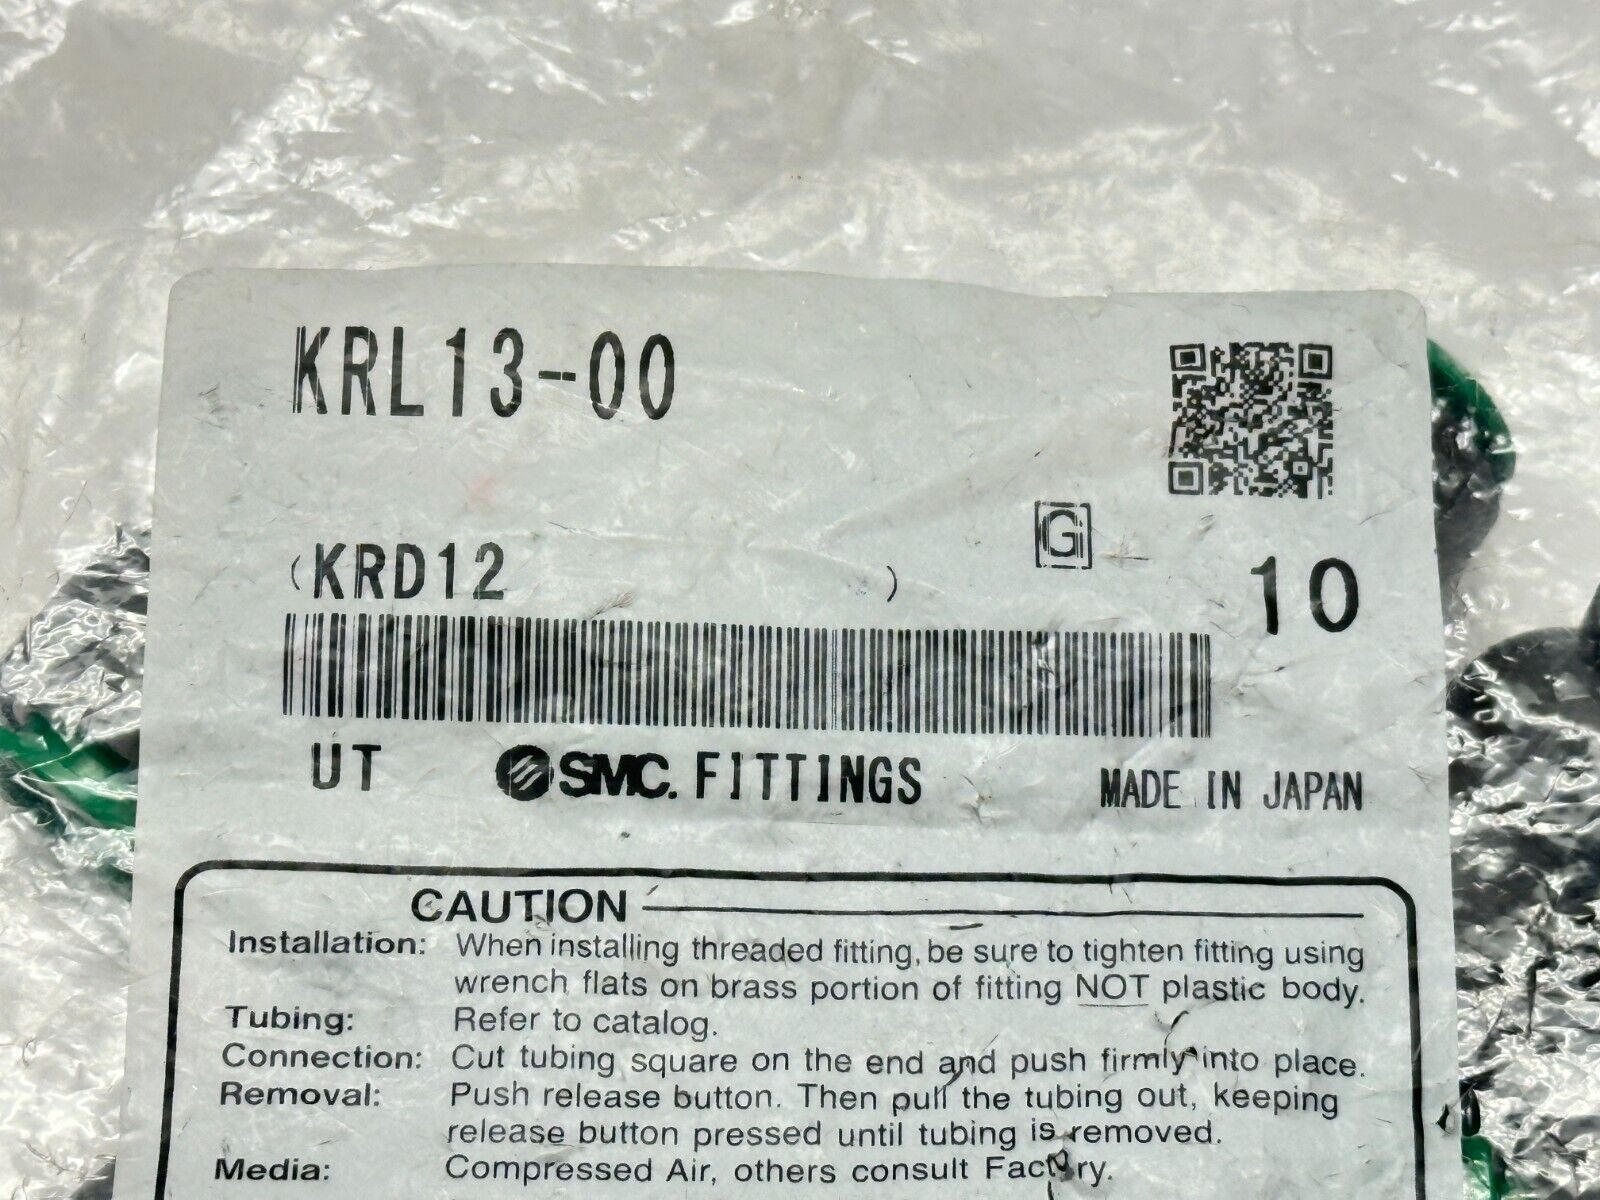 KRL13-00
G
(KRD12 )
10
UT SMC. FITTINGS MADE IN JAPAN
CAUTION
Installation: When installing threaded fitting, be sure to tighten fitting using
wrench flats on brass portion of fitting NOT plastic body.
Tubing: Refer to catalog.
Connection: Cut tubing square on the end and push firmly into place.
Removal: Push release button. Then pull the tubing out, keeping
release button pressed until tubing is removed.
Media: Compressed Air, others consult Factory.